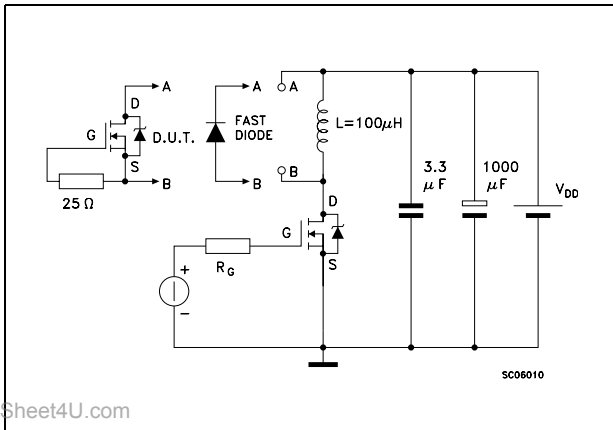 A
D
G
D.U.T.
S
B
25 Ω
A
FAST
DIODE
B
A
L=100μH
B
D
G
S
R_G
+
-
3.3
μF
1000
μF
V_DD
SC06010
Sheet4U.com